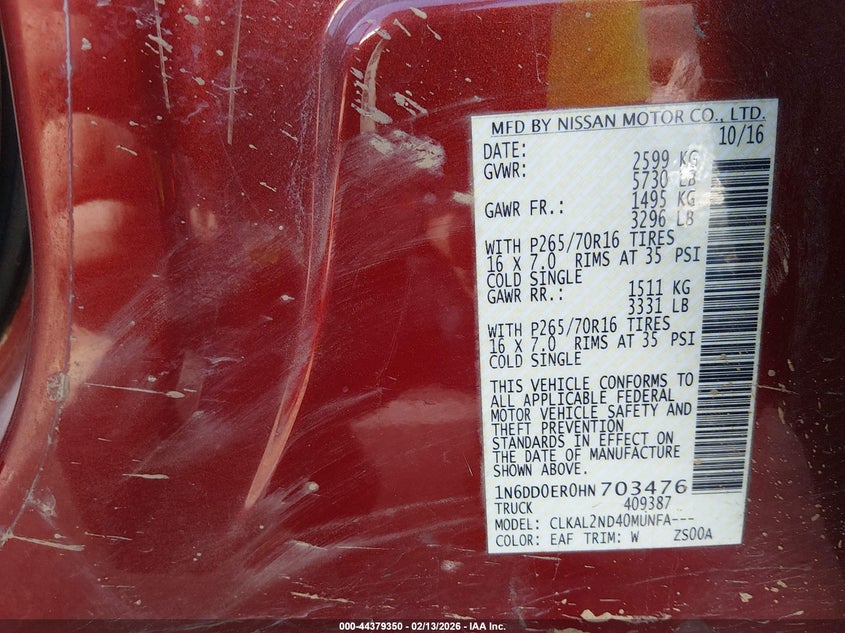 MFD BY NISSAN MOTOR CO., LTD.
DATE: 10/16
GVWR: 2599 KG
5730 LB
GAWR FR.: 1495 KG
3296 LB
WITH P265/70R16 TIRES
16 X 7.0 RIMS AT 35 PSI
COLD SINGLE
GAWR RR.: 1511 KG
3331 LB
WITH P265/70R16 TIRES
16 X 7.0 RIMS AT 35 PSI
COLD SINGLE
THIS VEHICLE CONFORMS TO
ALL APPLICABLE FEDERAL
MOTOR VEHICLE SAFETY AND
THEFT PREVENTION
STANDARDS IN EFFECT ON
THE DATE OF MANUFACTURE
SHOWN ABOVE.
1N6DD0ER0HN703476
TRUCK 409387
MODEL: CLKAL2ND40MUNFA---
COLOR: EAF TRIM: W ZS00A
000-44379350 - 02/13/2026 - IAA Inc.